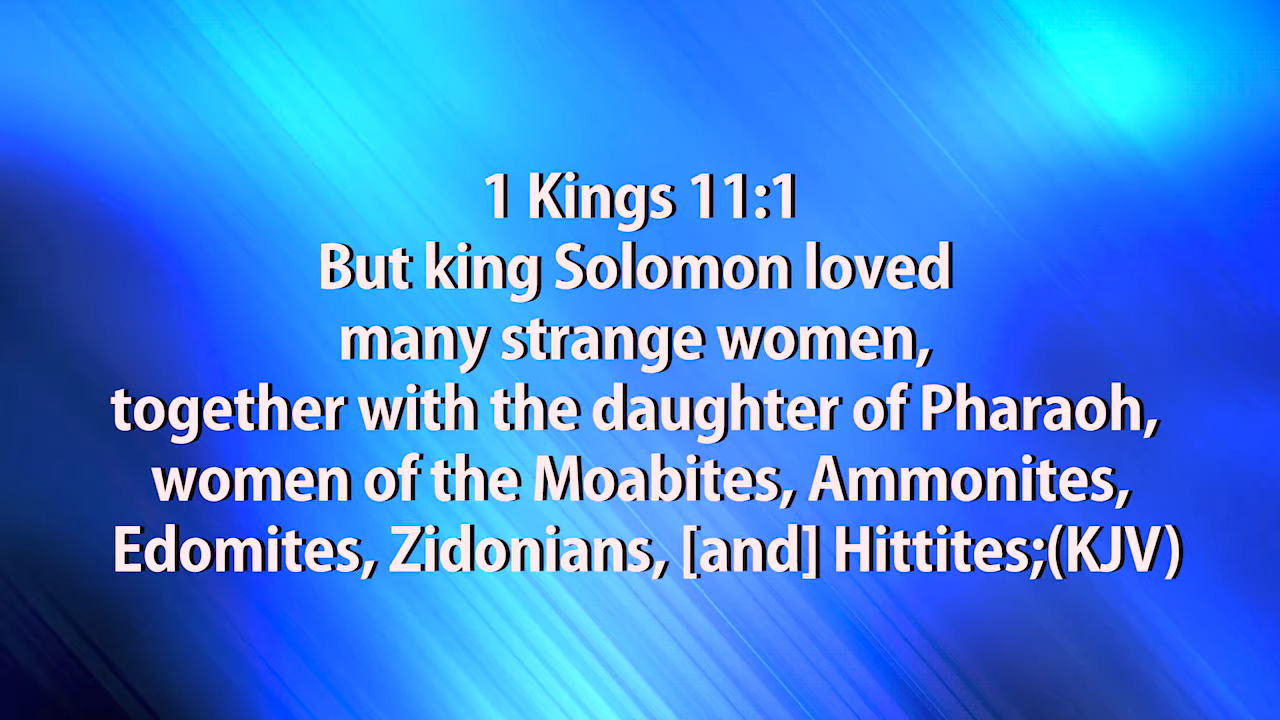 1 Kings 11:1
But king Solomon loved
many strange women,
together with the daughter of Pharaoh,
women of the Moabites, Ammonites,
Edomites, Zidonians, [and] Hittites;(KJV)